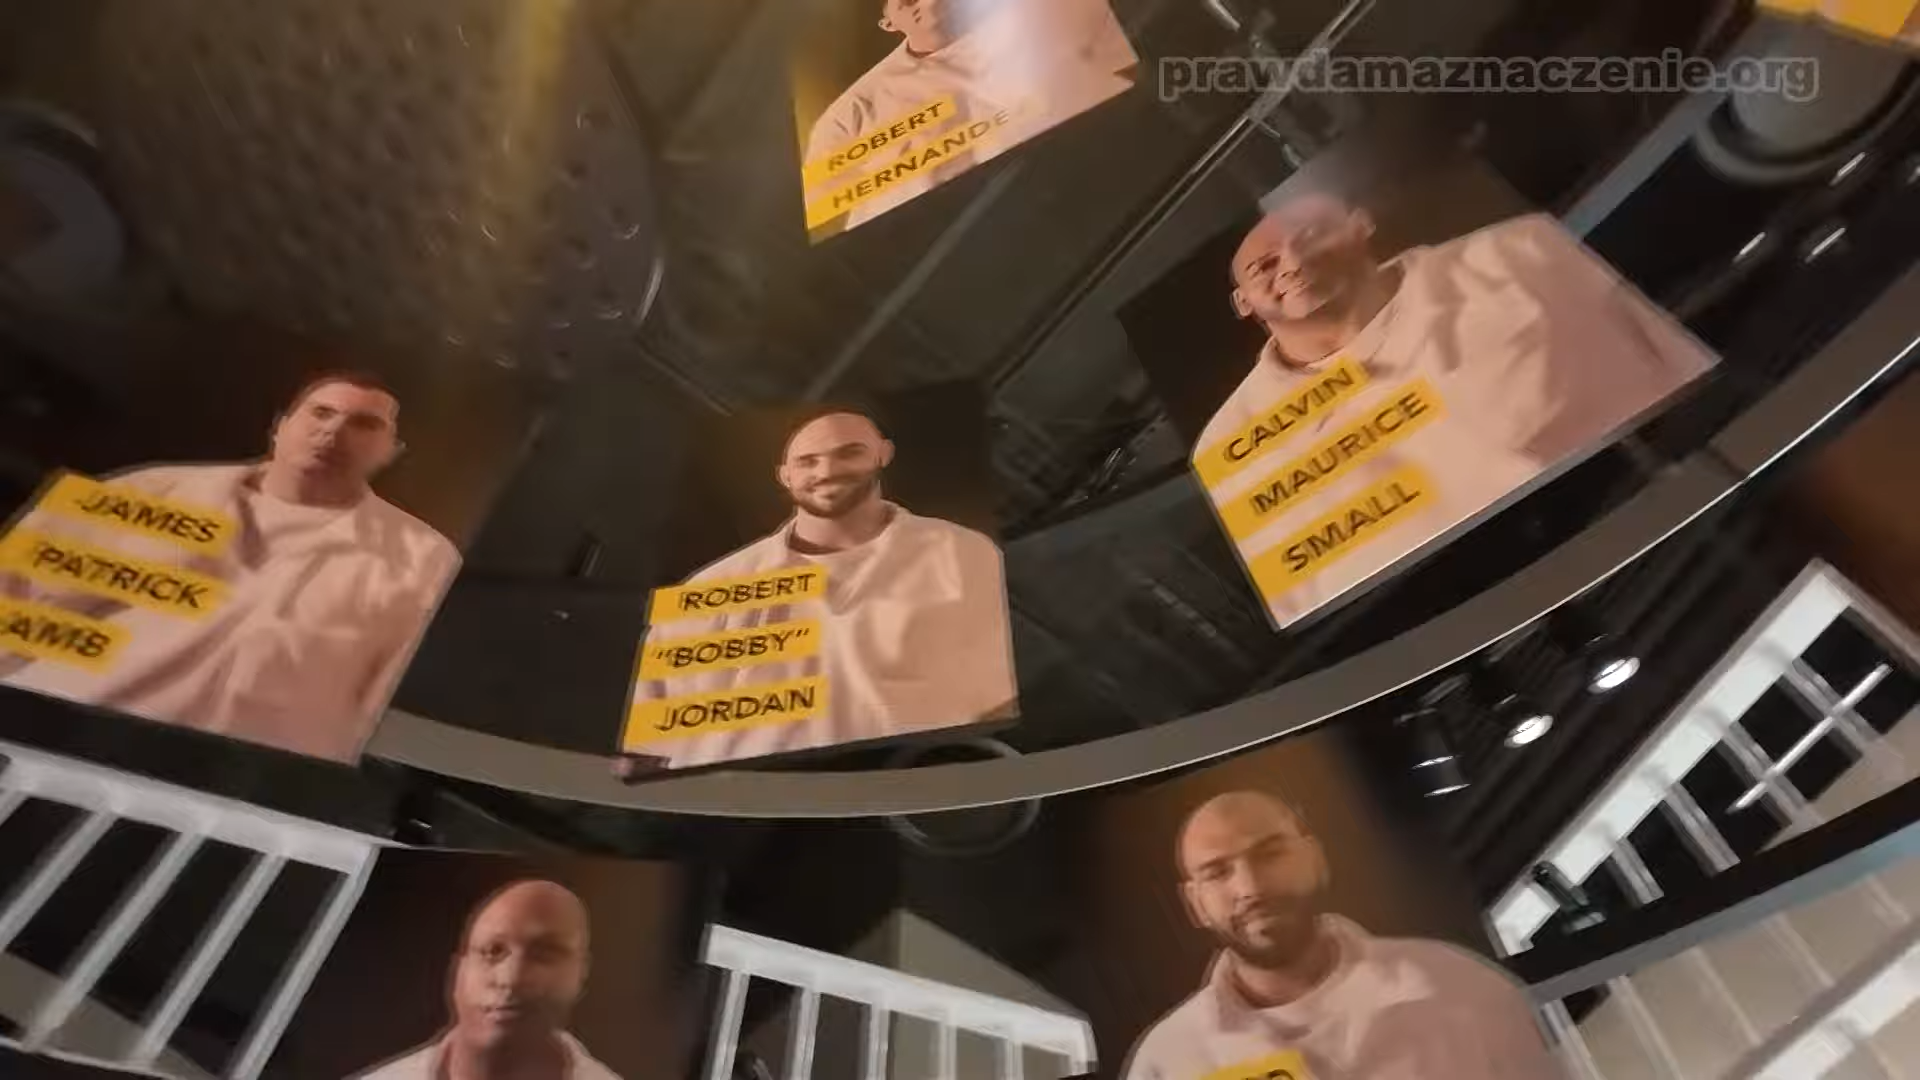 prawdamaznaczenie.org
ROBERT
HERNANDE
CALVIN
MAURICE
SMALL
JAMES
PATRICK
AMB
ROBERT
"BOBBY"
JORDAN